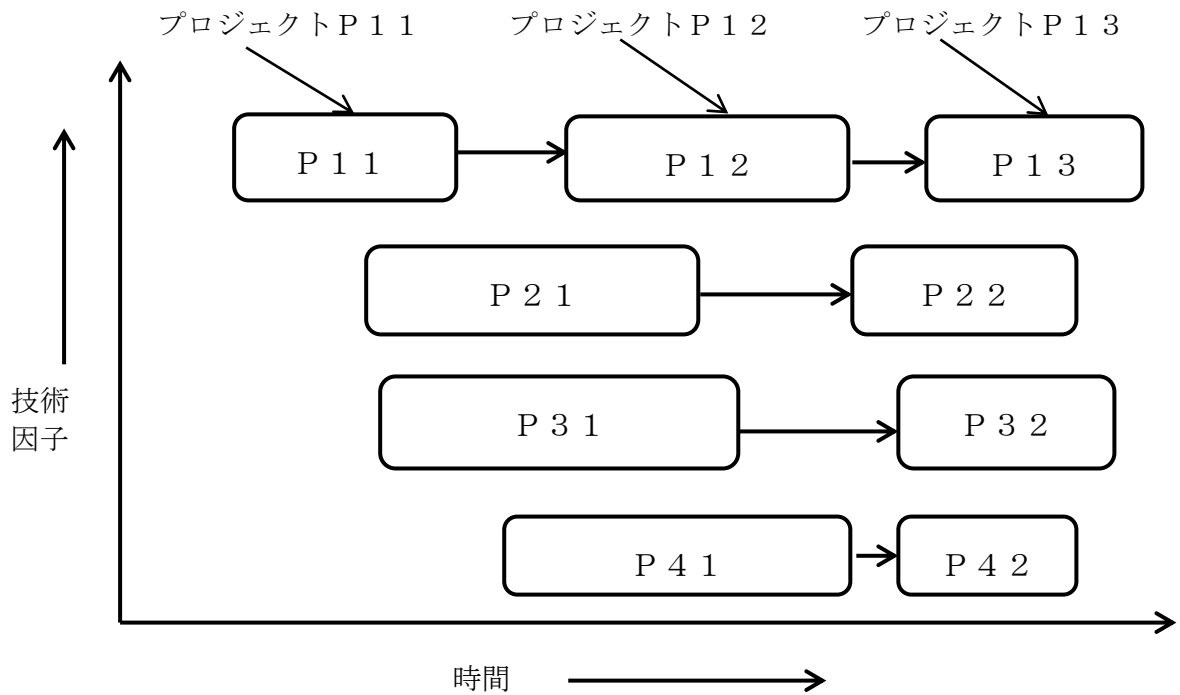 プロジェクトP11
プロジェクトP12
プロジェクトP13
P11
P12
P13
P21
P22
P31
P32
P41
P42
技術
因子
時間